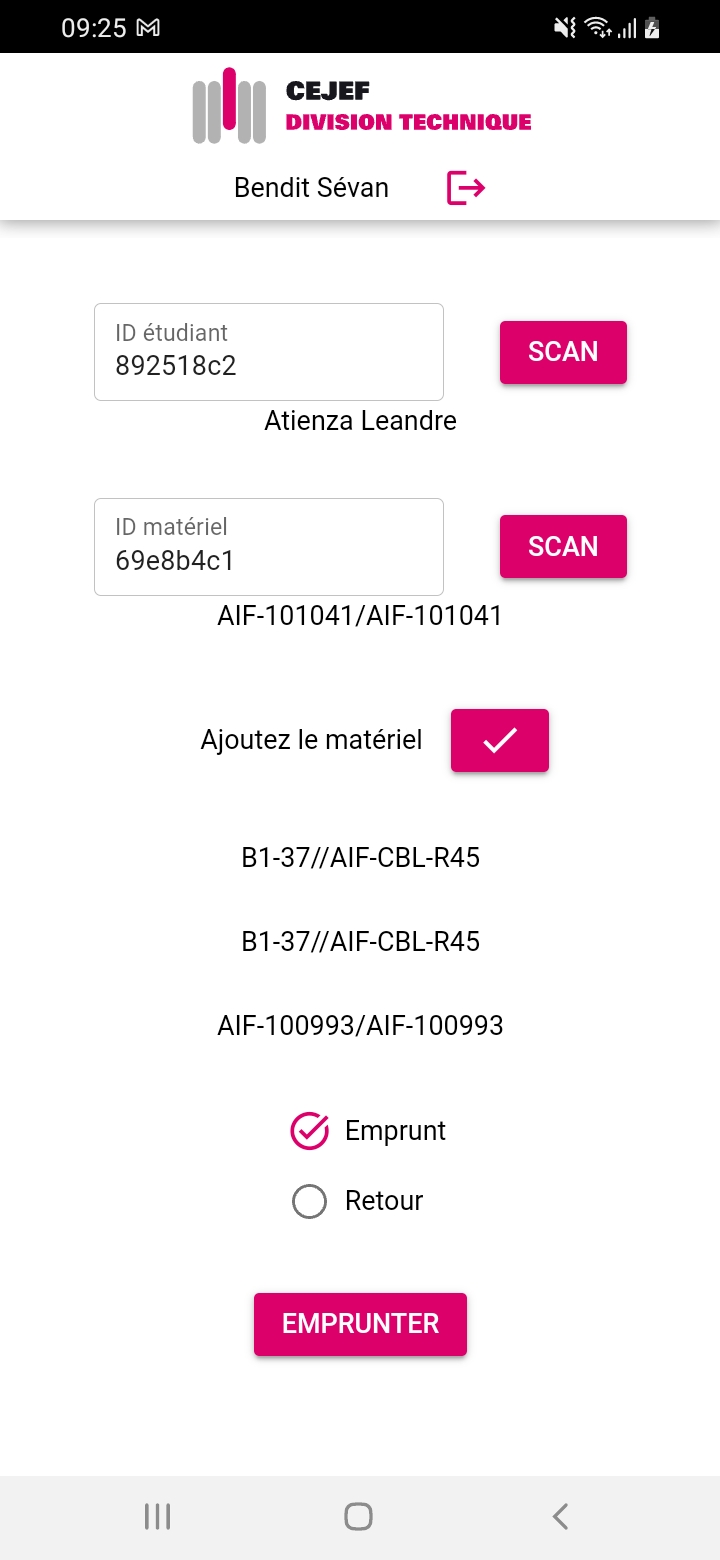 09:25
CEJEF
DIVISION TECHNIQUE
Bendit Sévan
ID étudiant
892518c2
SCAN
Atienza Leandre
ID matériel
69e8b4c1
SCAN
AIF-101041/AIF-101041
Ajoutez le matériel
B1-37//AIF-CBL-R45
B1-37//AIF-CBL-R45
AIF-100993/AIF-100993
Emprunt
Retour
EMPRUNTER